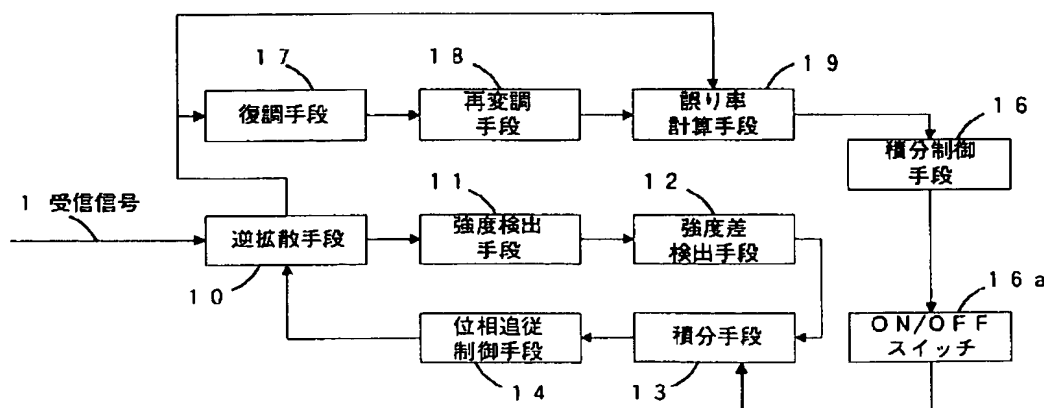 17
18
19
復調手段
再変調
手段
誤り率
計算手段
16
積分制御
手段
1 受信信号
11
12
逆拡散手段
強度検出
手段
強度差
検出手段
10
16a
位相追従
制御手段
積分手段
ON/OFF
スイッチ
14
13